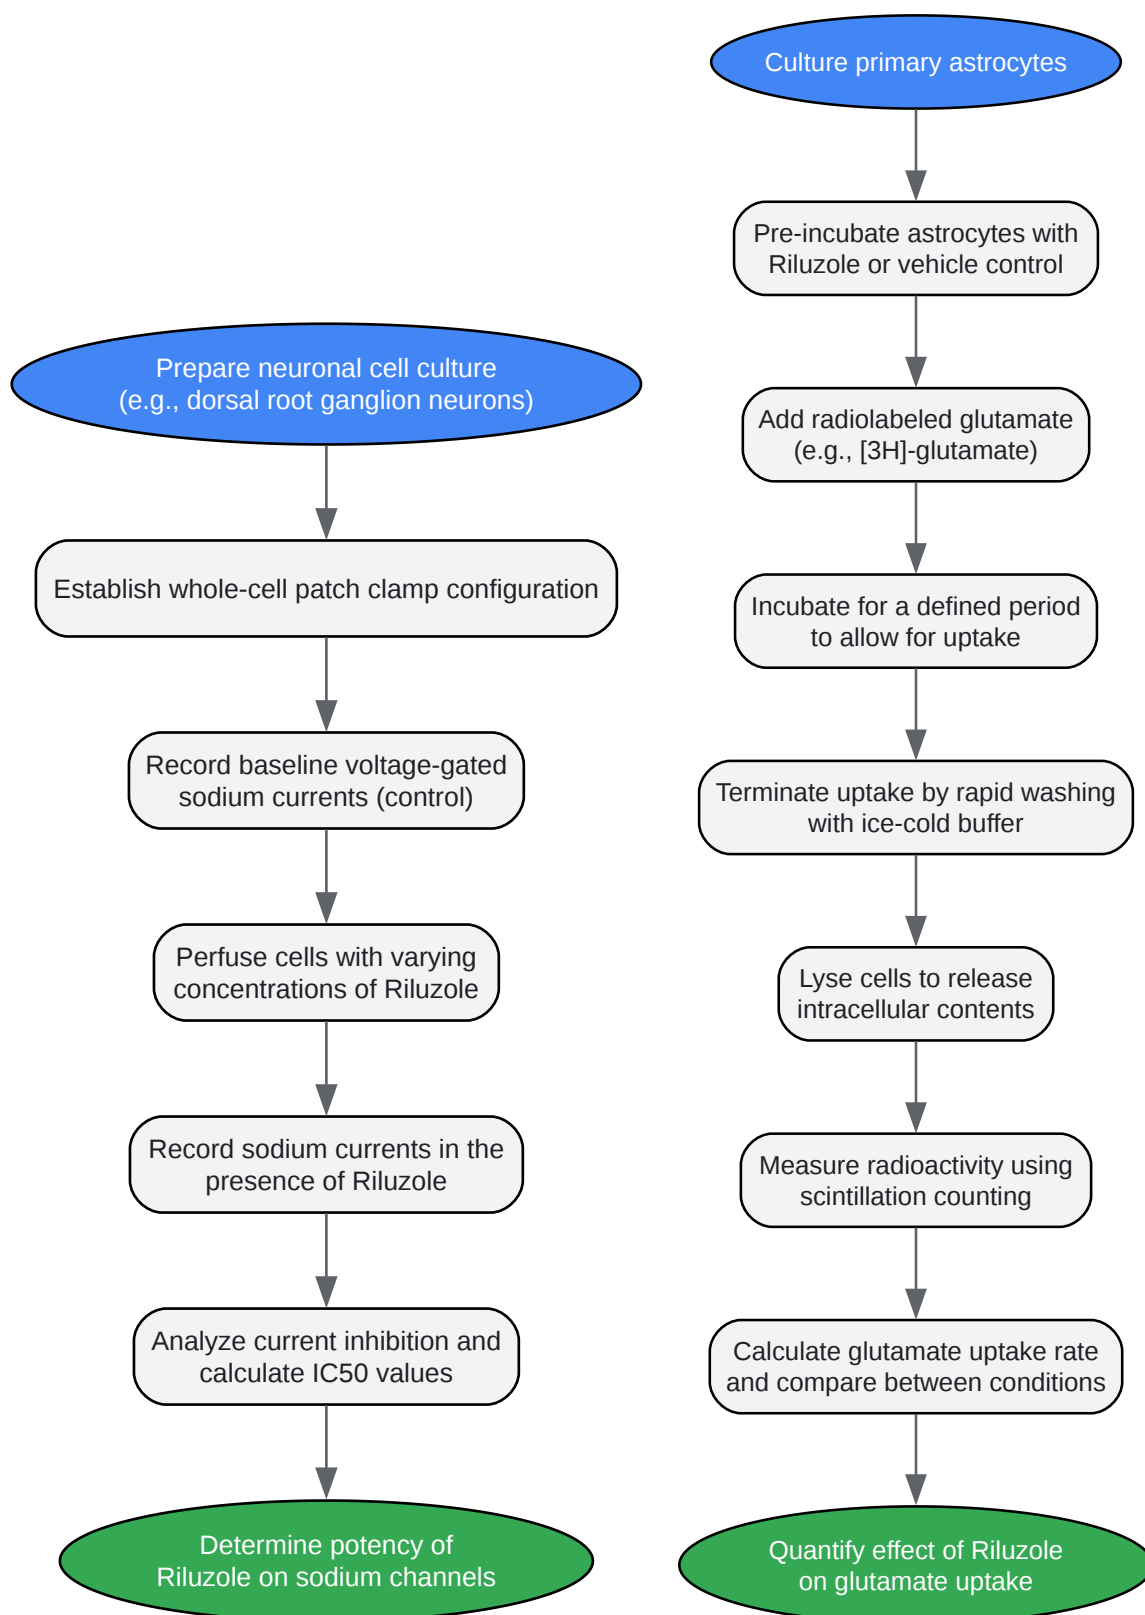 Prepare neuronal cell culture
(e.g., dorsal root ganglion neurons)
Establish whole-cell patch clamp configuration
Record baseline voltage-gated
sodium currents (control)
Perfuse cells with varying
concentrations of Riluzole
Record sodium currents in the
presence of Riluzole
Analyze current inhibition and
calculate IC50 values
Determine potency of
Riluzole on sodium channels
Culture primary astrocytes
Pre-incubate astrocytes with
Riluzole or vehicle control
Add radiolabeled glutamate
(e.g., [3H]-glutamate)
Incubate for a defined period
to allow for uptake
Terminate uptake by rapid washing
with ice-cold buffer
Lyse cells to release
intracellular contents
Measure radioactivity using
scintillation counting
Calculate glutamate uptake rate
and compare between conditions
Quantify effect of Riluzole
on glutamate uptake